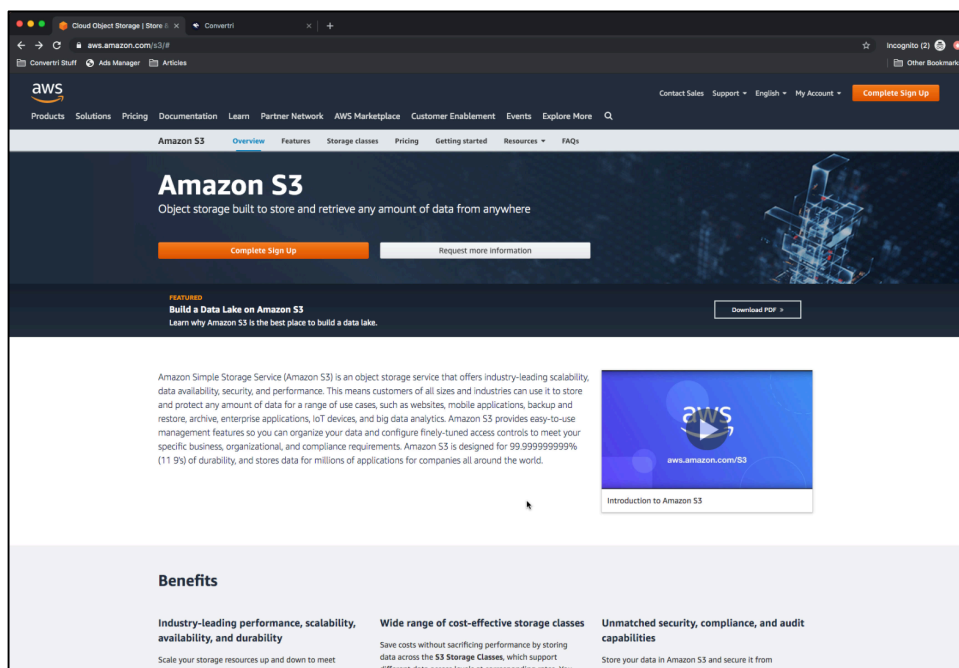 Cloud Object Storage | Store &
Convertri
aws.amazon.com/s3/#
Incognito (2)
Convertri Stuff
Ads Manager
Articles
Other Bookmarks
aws
Contact Sales
Support
English
My Account
Complete Sign Up
Products
Solutions
Pricing
Documentation
Learn
Partner Network
AWS Marketplace
Customer Enablement
Events
Explore More
Amazon S3
Overview
Features
Storage classes
Pricing
Getting started
Resources
FAQs
Amazon S3
Object storage built to store and retrieve any amount of data from anywhere
Complete Sign Up
Request more information
FEATURED
Build a Data Lake on Amazon S3
Learn why Amazon S3 is the best place to build a data lake.
Download PDF »
Amazon Simple Storage Service (Amazon S3) is an object storage service that offers industry-leading scalability,
data availability, security, and performance. This means customers of all sizes and industries can use it to store
and protect any amount of data for a range of use cases, such as websites, mobile applications, backup and
restore, archive, enterprise applications, IoT devices, and big data analytics. Amazon S3 provides easy-to-use
management features so you can organize your data and configure finely-tuned access controls to meet your
specific business, organizational, and compliance requirements. Amazon S3 is designed for 99.999999999%
(11 9's) of durability, and stores data for millions of applications for companies all around the world.
aws
aws.amazon.com/S3
Introduction to Amazon S3
Benefits
Industry-leading performance, scalability,
availability, and durability
Scale your storage resources up and down to meet
Wide range of cost-effective storage classes
Save costs without sacrificing performance by storing
data across the S3 Storage Classes, which support
Unmatched security, compliance, and audit
capabilities
Store your data in Amazon S3 and secure it from